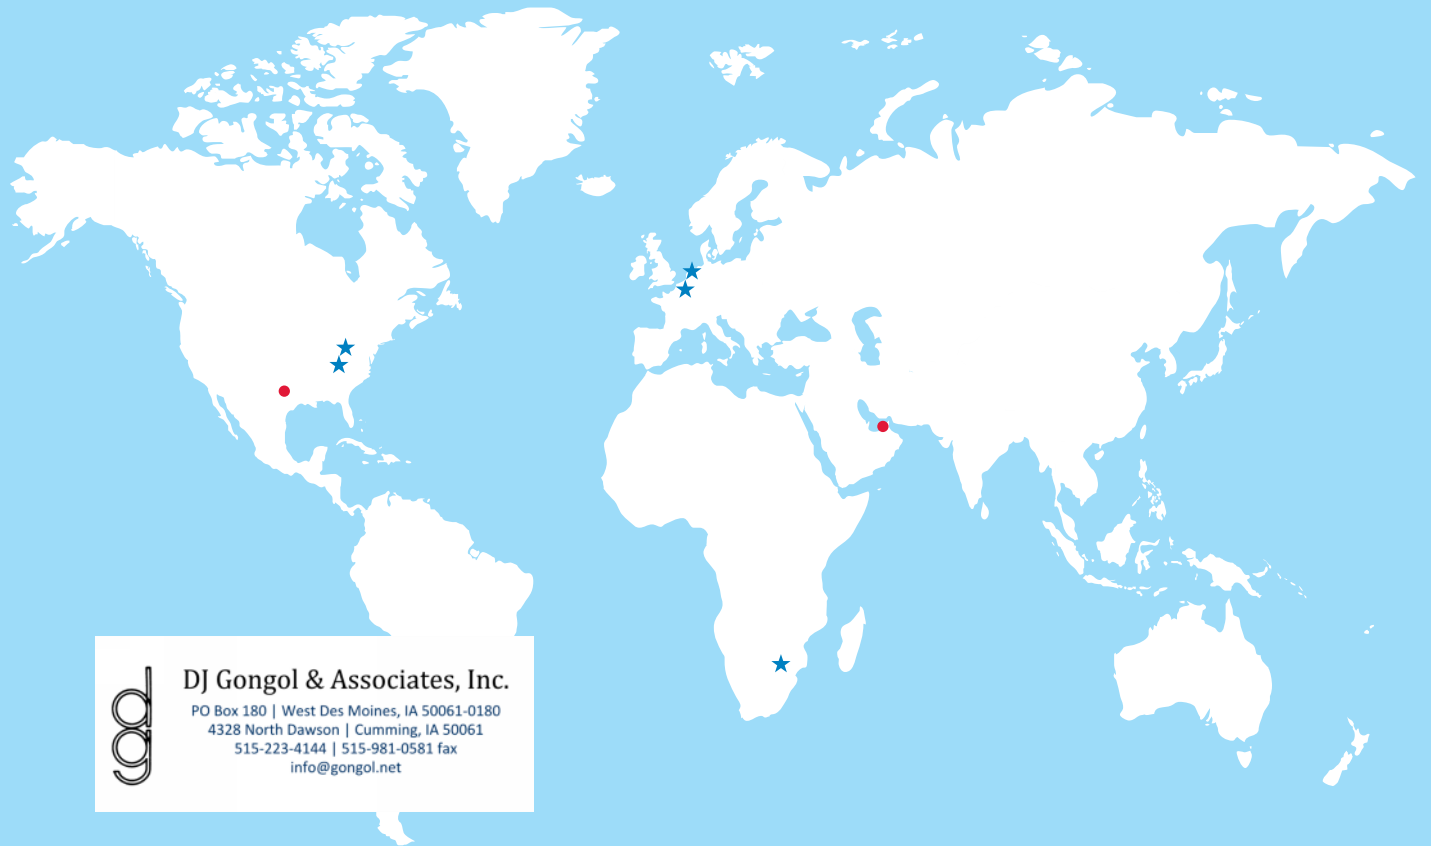 dg
DJ Gongol & Associates, Inc.
PO Box 180 | West Des Moines, IA 50061-0180
4328 North Dawson | Cumming, IA 50061
515-223-4144 | 515-981-0581 fax
info@gongol.net